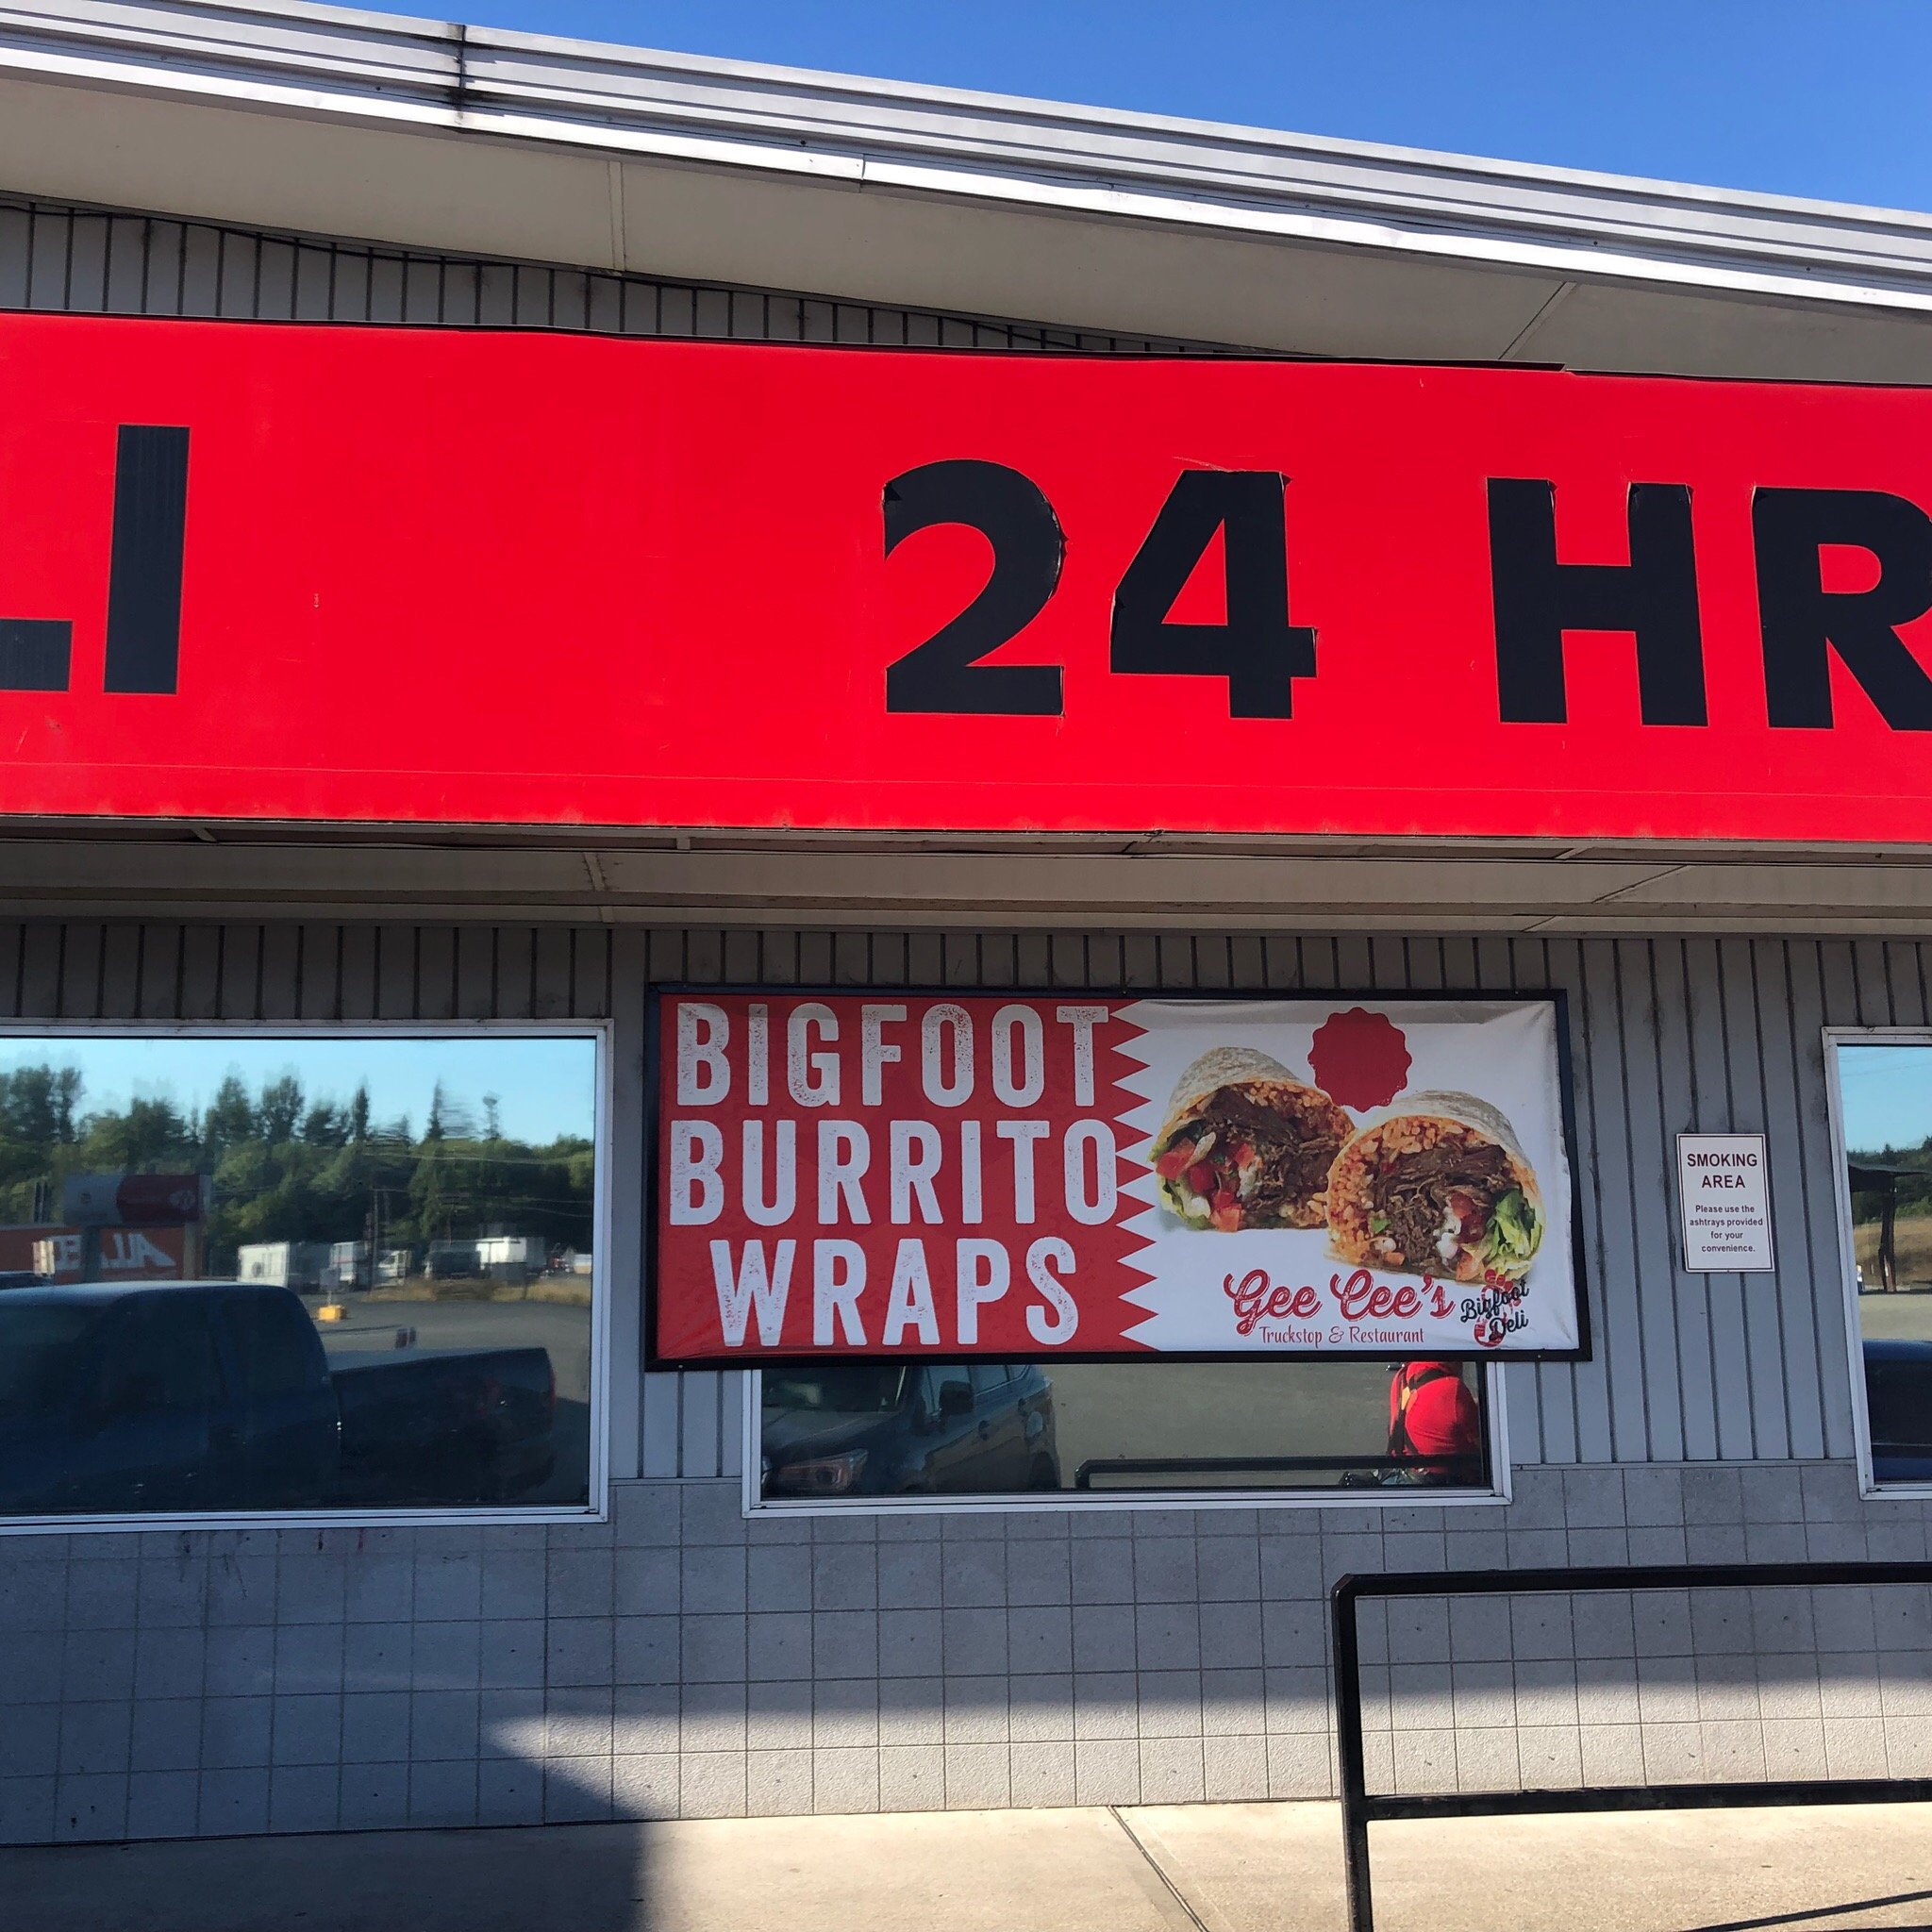 LI 24 HR
BIGFOOT
BURRITO
WRAPS
Gee Cee's
Truckstop & Restaurant
Bigfoot
Deli
SMOKING
AREA
Please use the
ashtrays provided
for your
convenience.